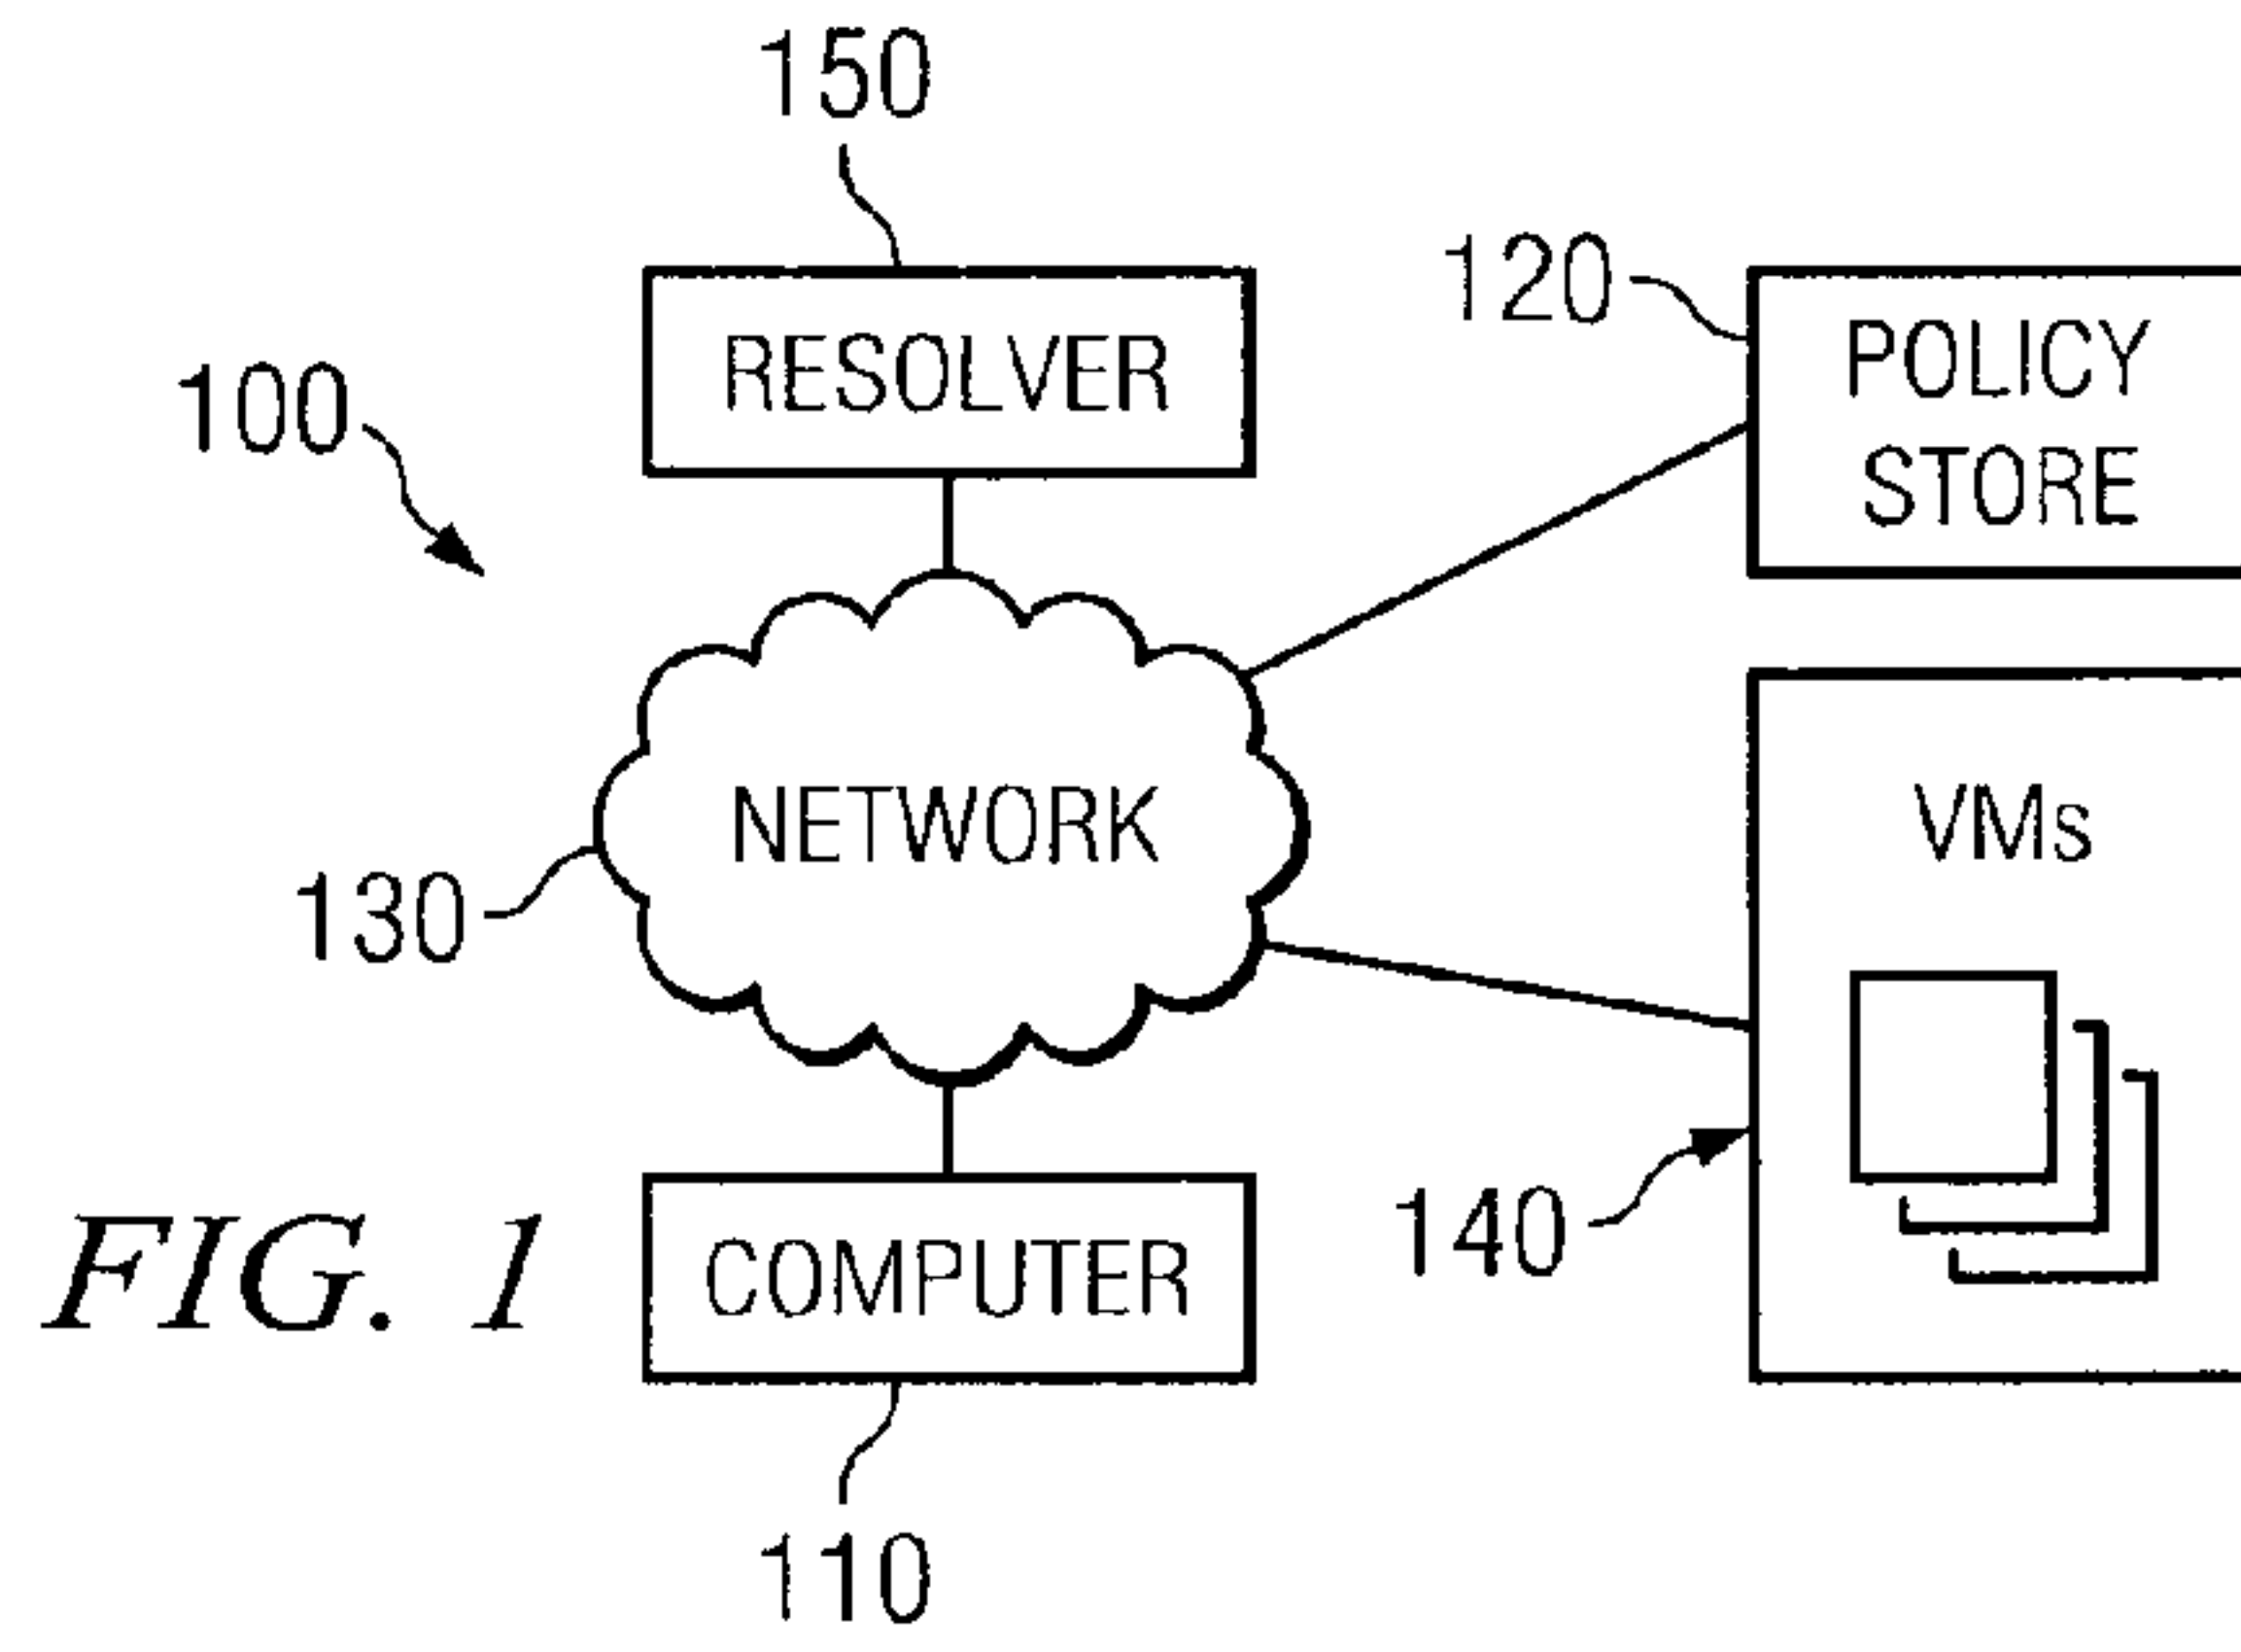 150
120
100
RESOLVER
POLICY
STORE
NETWORK
VMs
130
140
COMPUTER
FIG. 1
110